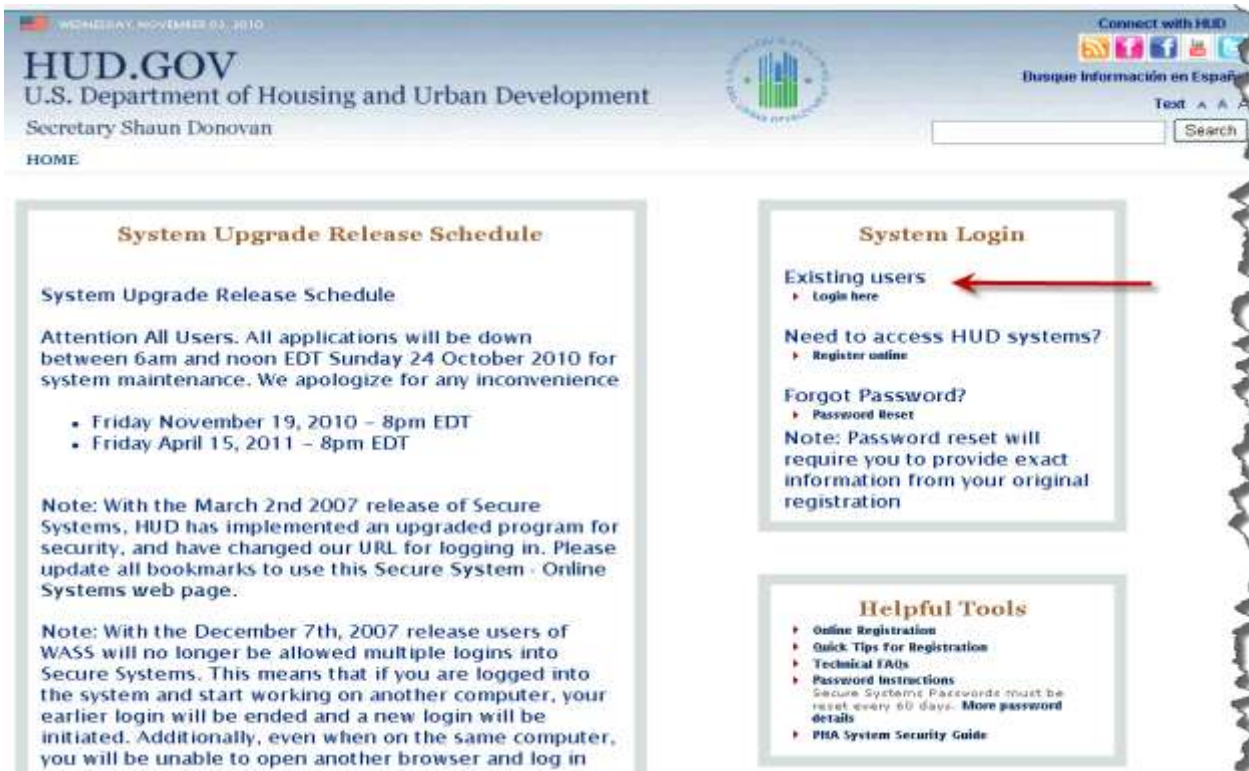 WEDNESDAY, NOVEMBER 03, 2010
Connect with HUD
HUD.GOV
U.S. Department of Housing and Urban Development
Busque Información en Españ
Text A A A
Secretary Shaun Donovan
Search
HOME
System Upgrade Release Schedule
System Upgrade Release Schedule
Attention All Users. All applications will be down
between 6am and noon EDT Sunday 24 October 2010 for
system maintenance. We apologize for any inconvenience
• Friday November 19, 2010 – 8pm EDT
• Friday April 15, 2011 – 8pm EDT
Note: With the March 2nd 2007 release of Secure
Systems, HUD has implemented an upgraded program for
security, and have changed our URL for logging in. Please
update all bookmarks to use this Secure System - Online
Systems web page.
Note: With the December 7th, 2007 release users of
WASS will no longer be allowed multiple logins into
Secure Systems. This means that if you are logged into
the system and start working on another computer, your
earlier login will be ended and a new login will be
initiated. Additionally, even when on the same computer,
you will be unable to open another browser and log in
System Login
Existing users
Login here
Need to access HUD systems?
Register online
Forgot Password?
Password Reset
Note: Password reset will
require you to provide exact
information from your original
registration
Helpful Tools
Online Registration
Quick Tips for Registration
Technical FAQs
Password Instructions
Secure Systems Passwords must be
reset every 60 days. More password
details
PHA System Security Guide